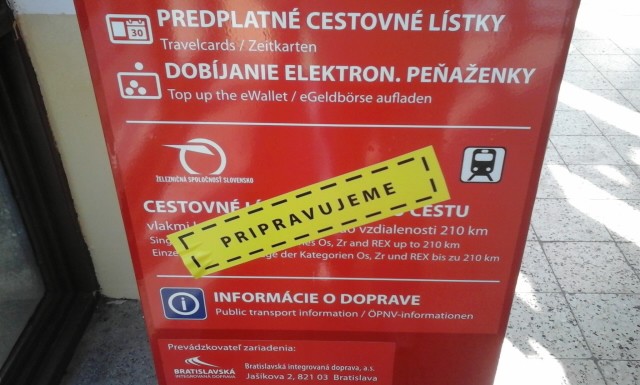 30
PREDPLATNÉ CESTOVNÉ LÍSTKY
Travelcards / Zeitkarten
DOBÍJANIE ELEKTRON. PEŇAŽENKY
Top up the eWallet / eGeldbörse aufladen
ŽELEZNIČNÁ SPOLOČNOSŤ SLOVENSKO
PRIPRAVUJEME
CESTOVNÉ CESTU
vlakmi do vzdialenosti 210 km
Os, Zr and REX up to 210 km
der Kategorien Os, Zr und REX bis zu 210 km
INFORMÁCIE O DOPRAVE
Public transport information / ÖPNV-informationen
Prevádzkovateľ zariadenia:
BRATISLAVSKÁ
INTEGROVANÁ DOPRAVA
Bratislavská integrovaná doprava, a.s.
Jašíkova 2, 821 03 Bratislava